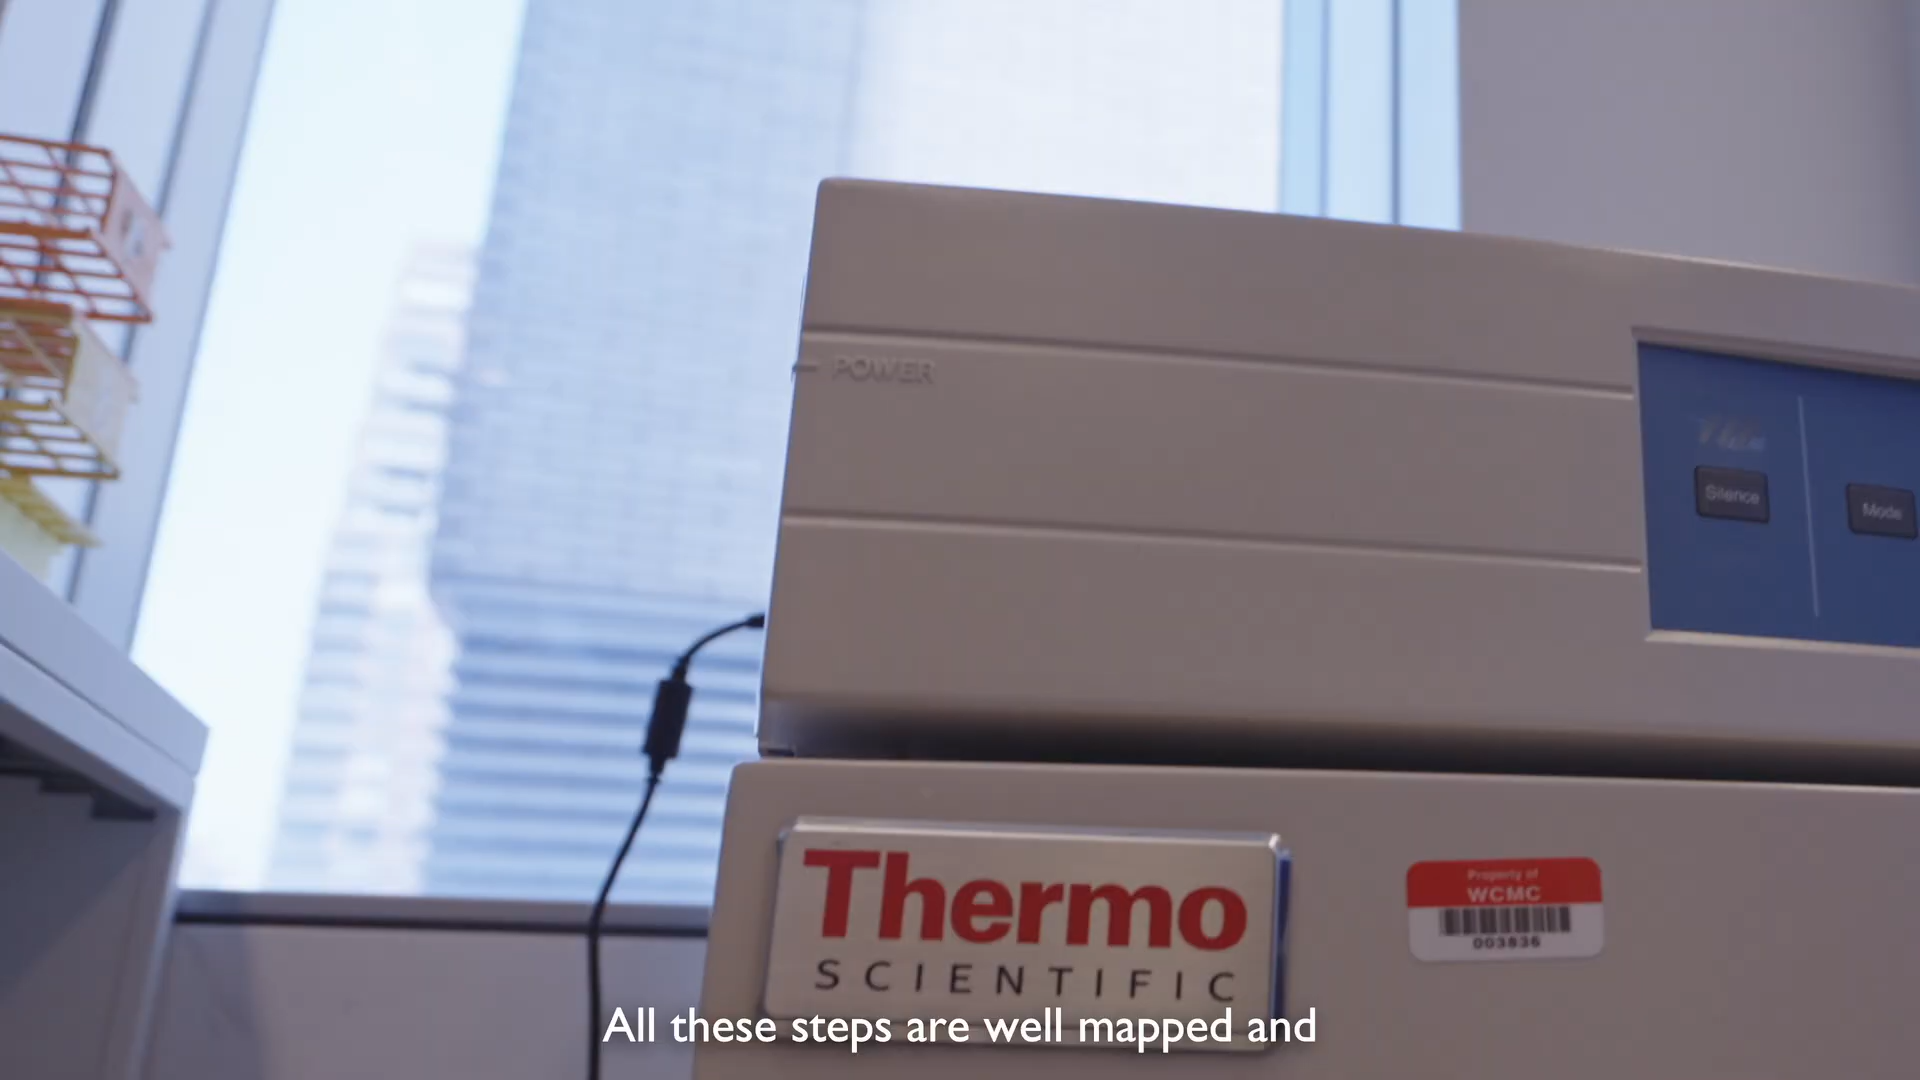 POWER
Silence
Mode
Thermo
SCIENTIFIC
Property of
WCMC
003836
All these steps are well mapped and